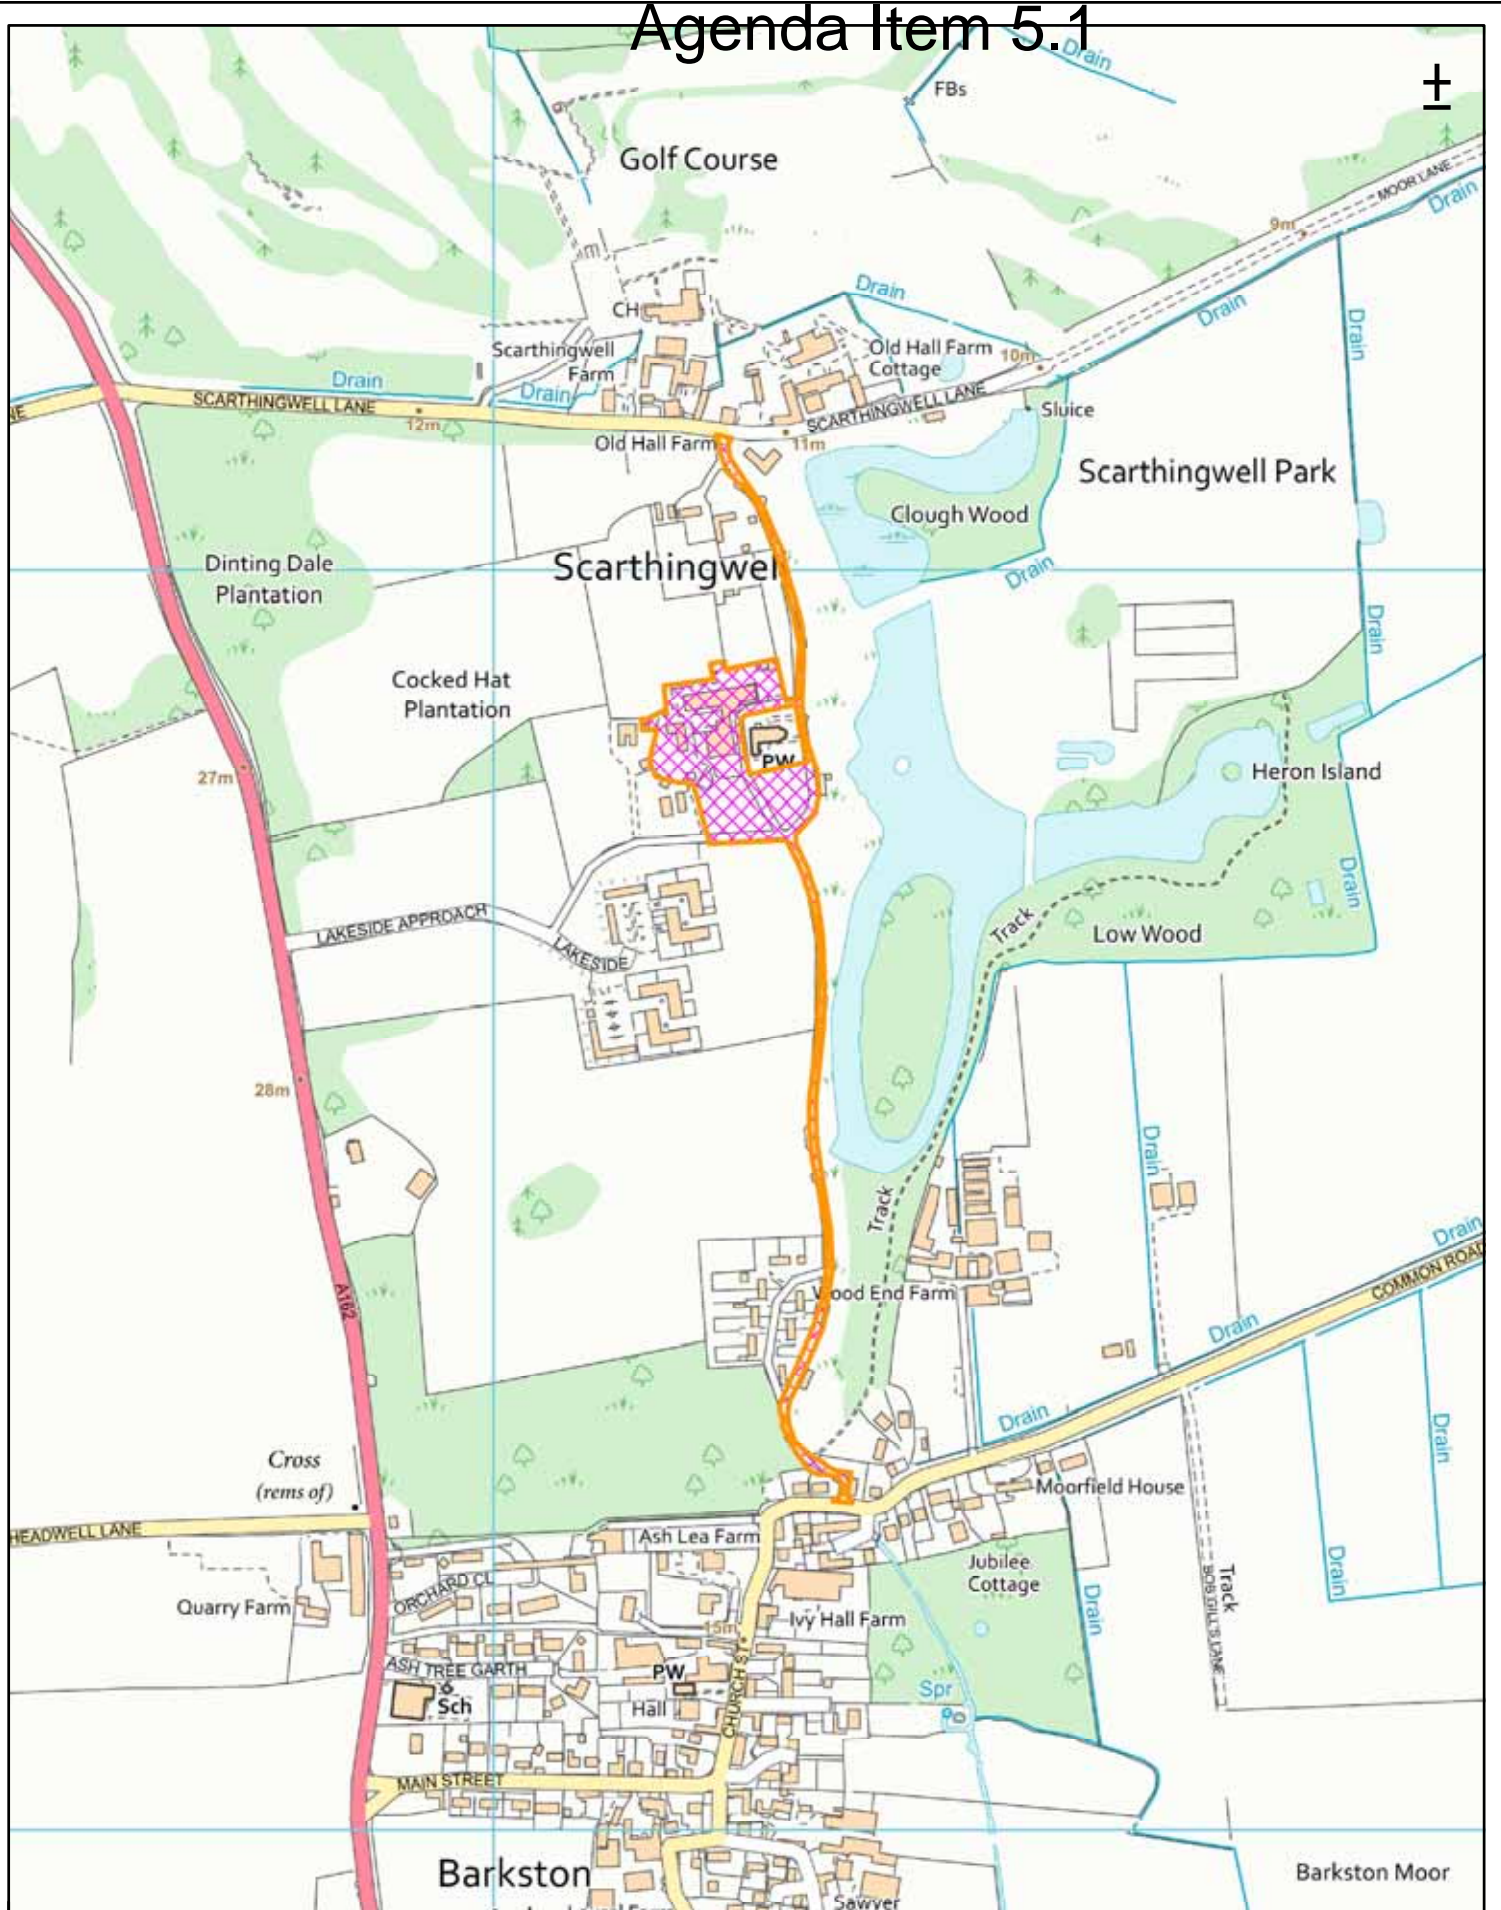 Agenda Item 5.1
±
Drain
FBs
Golf Course
MOOR LANE
Drain
9m
Drain
Drain
CH
Drain
Scarthingwell
Farm
Old Hall Farm
Cottage
10m
Drain
Drain
SCARTHINGWELL LANE
NE
12m
SCARTHINGWELL LANE
Sluice
Old Hall Farm
11m
Scarthingwell Park
Clough Wood
Dinting Dale
Plantation
Scarthingwel
Drain
Drain
Cocked Hat
Plantation
PW
27m
Heron Island
Drain
LAKESIDE APPROACH
LAKESIDE
Track
Low Wood
28m
Drain
Track
Drain
COMMON ROAD
A162
Wood End Farm
Drain
Drain
Drain
Cross
(rems of)
Moorfield House
HEADWELL LANE
Ash Lea Farm
Jubilee
Cottage
Drain
Track
BOB GILL'S LANE
ORCHARD CL
Quarry Farm
Drain
15m
Ivy Hall Farm
ASH TREE GARTH
PW
Sch
Hall
CHURCH ST
Spr
MAIN STREET
Barkston
Barkston Moor
Sawyer